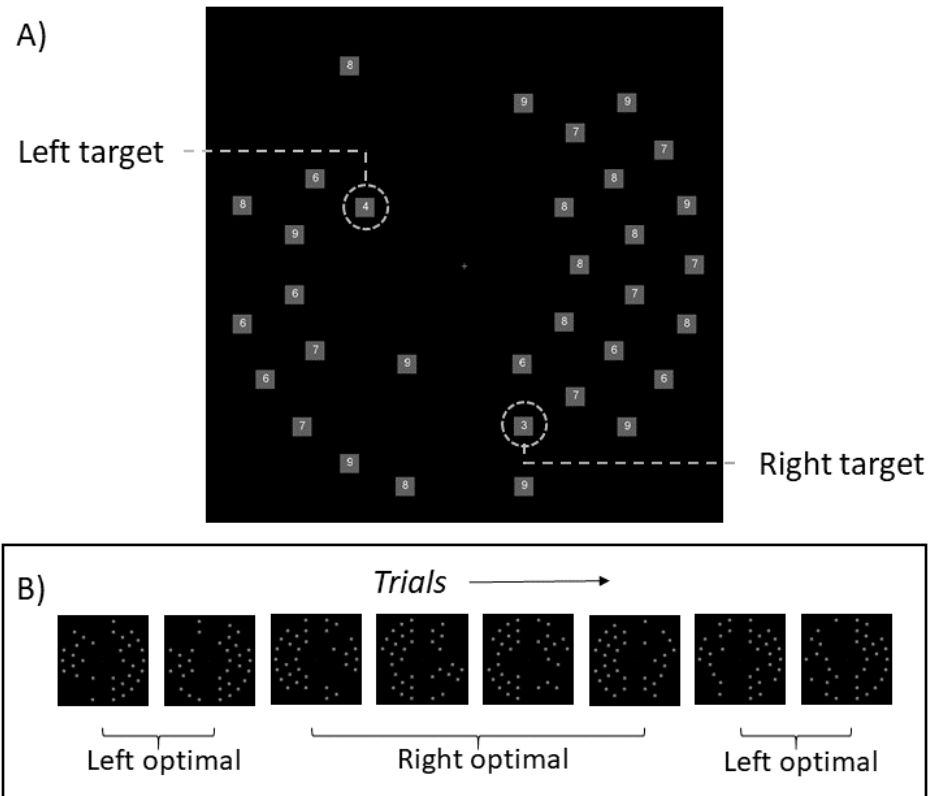 A)
8
9 9
7
Left target
7
6 8
8 4 8 9
9 8
8 7
6 7
6 8 8
7 6
9 6
6 6
7
7 3 9
9
Right target
8 9
B)
Trials
Left optimal Right optimal Left optimal